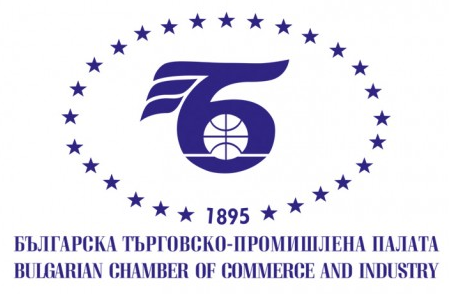 1895
БЪЛГАРСКА ТЪРГОВСКО-ПРОМИШЛЕНА ПАЛАТА
BULGARIAN CHAMBER OF COMMERCE AND INDUSTRY